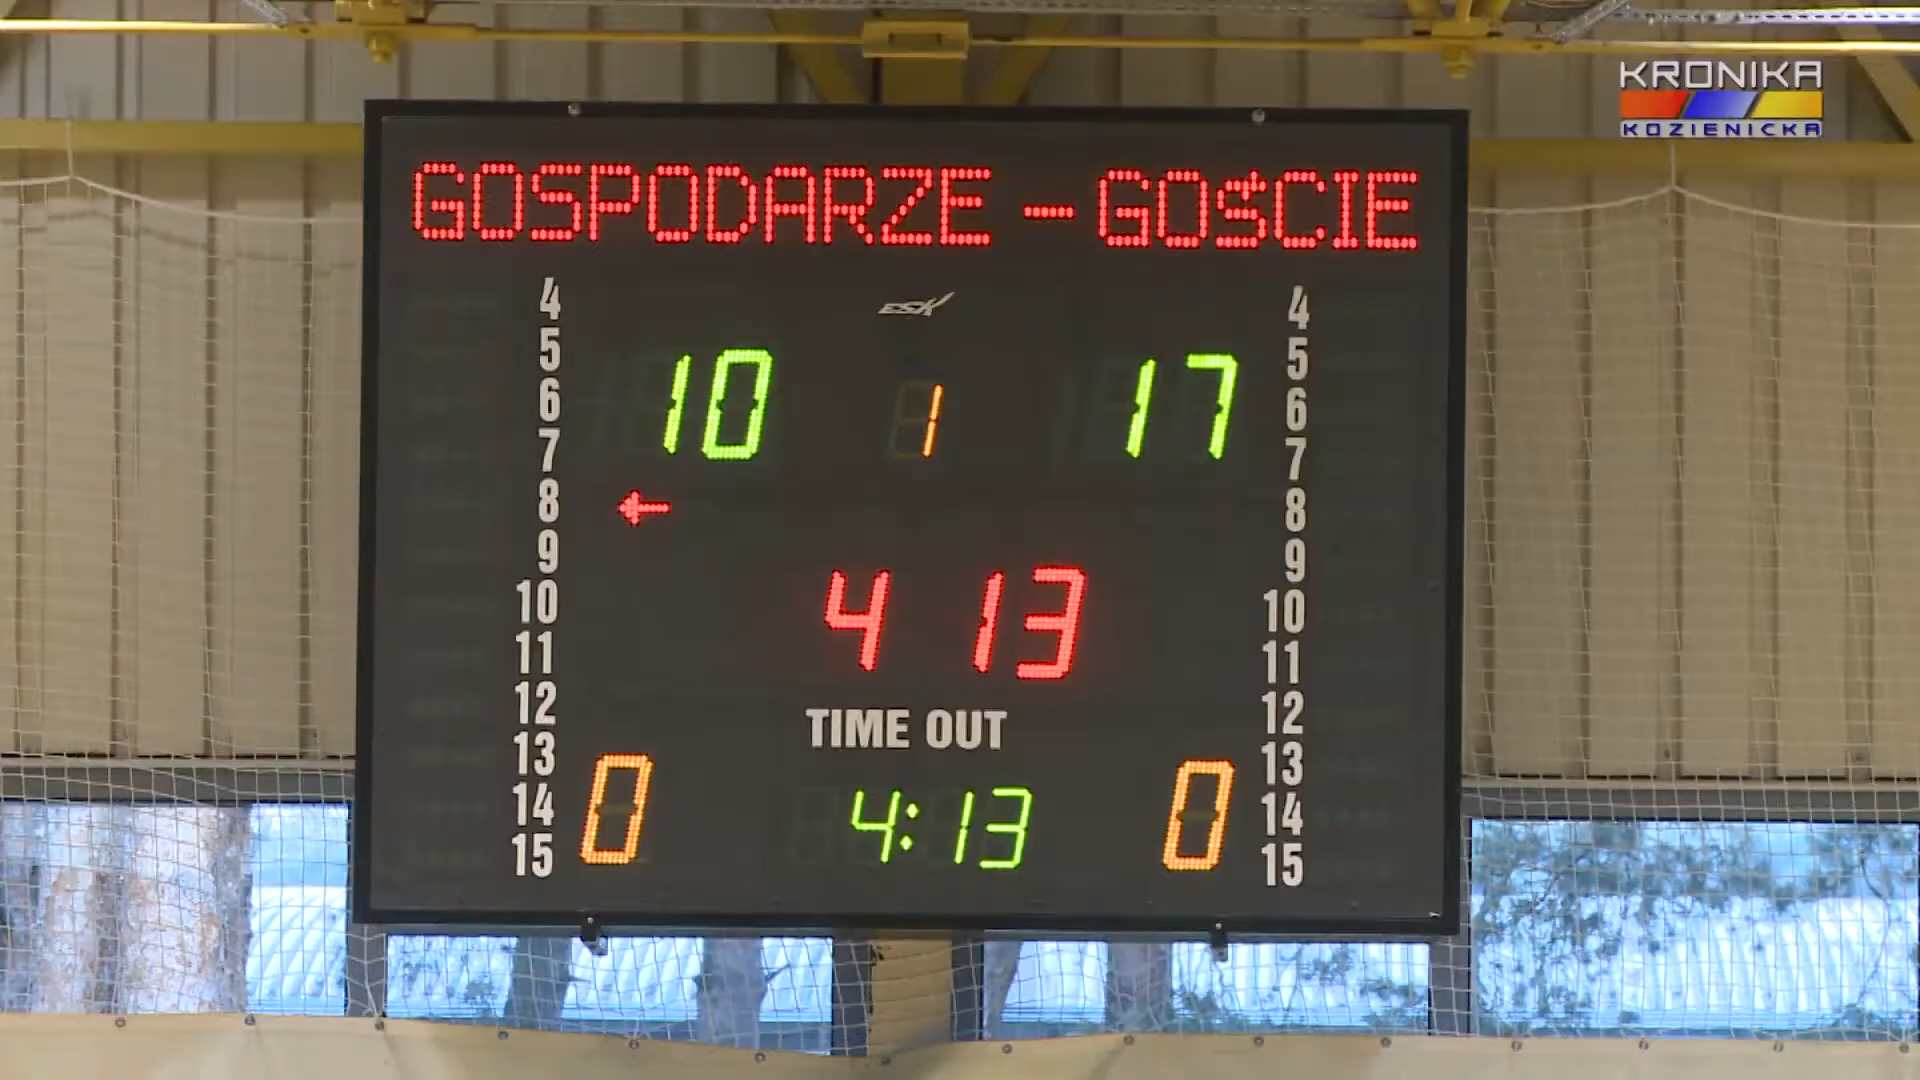 KRONIKA
KOZIENICKA
GOSPODARZE - GOŚCIE
4 ESK 4
5 5
10 1 17
6 6
7 7
8 ← 8
9 9
4 13
10 10
11 11
TIME OUT
12 12
13 13
0 4:13 0
14 14
15 15